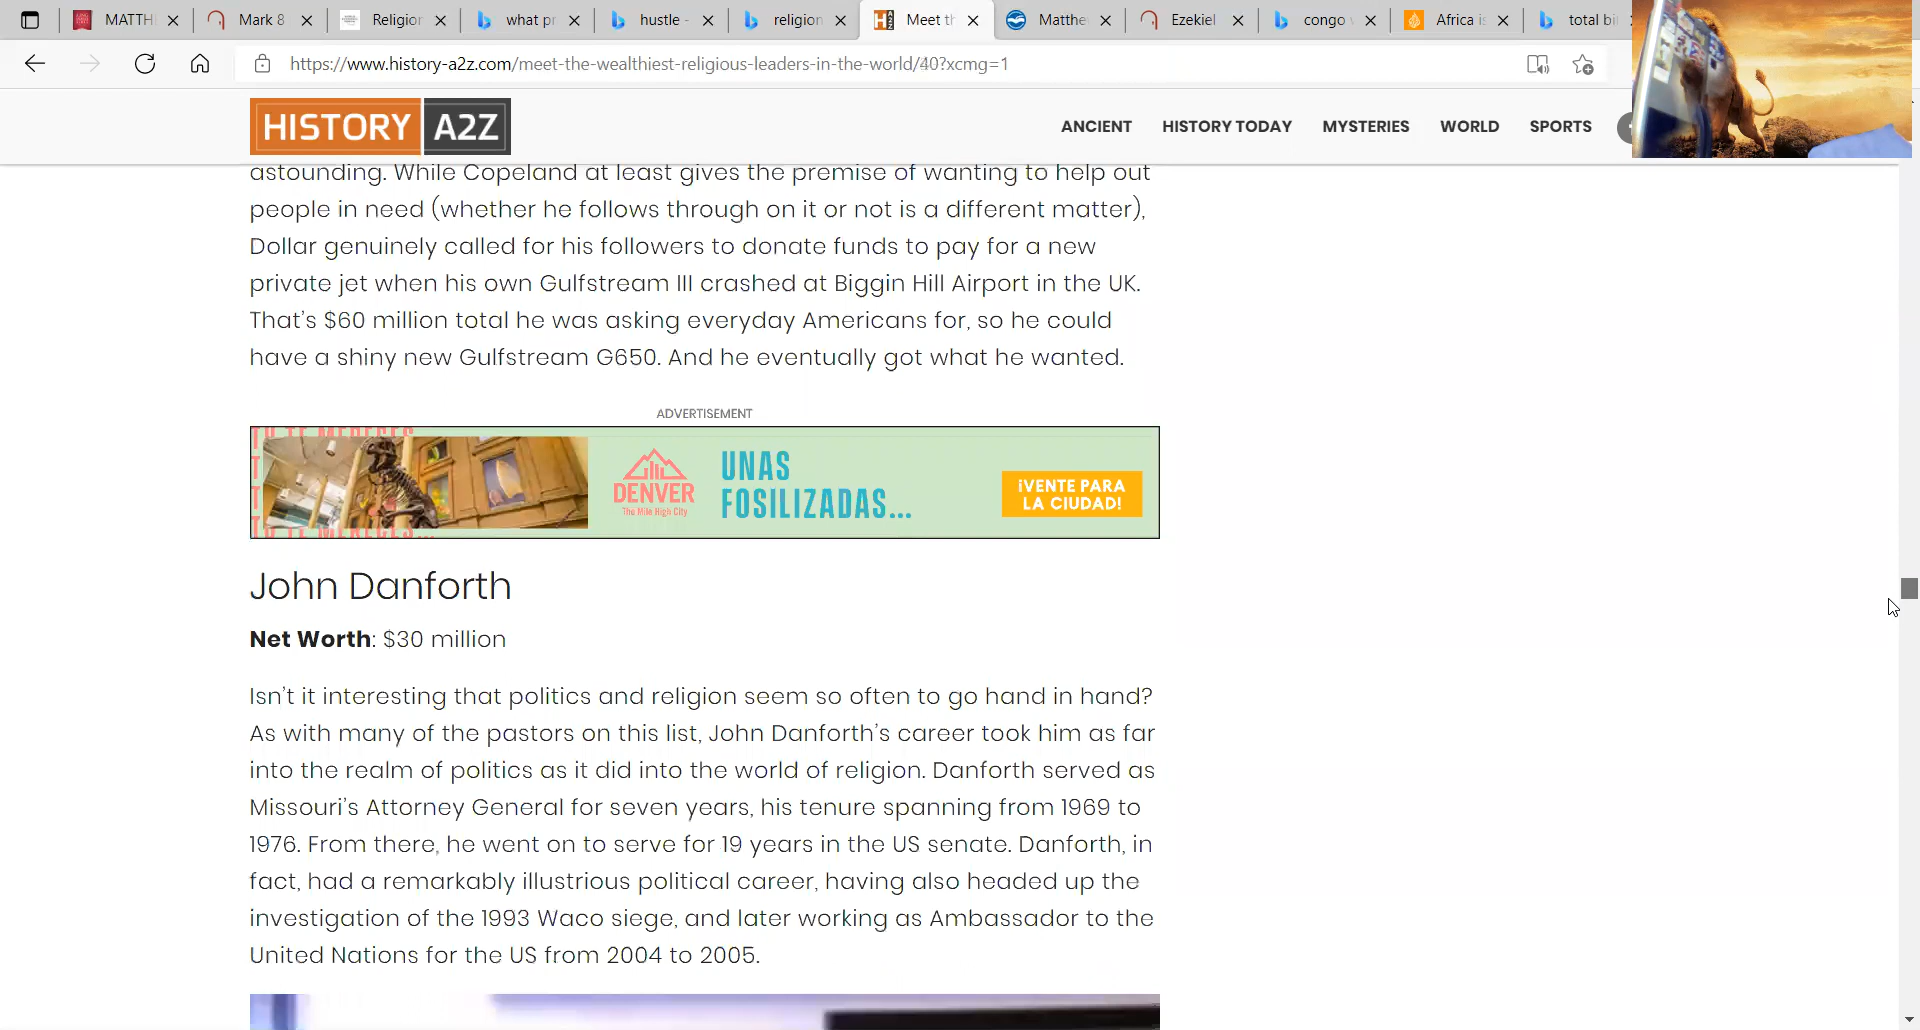 MATTHI
Mark 8
Religion
what pr
hustle -
religion
Meet th
Matthe
Ezekiel
congo
Africa is
total bi
https://www.history-a2z.com/meet-the-wealthiest-religious-leaders-in-the-world/40?xcmg=1
HISTORY A2Z
ANCIENT
HISTORY TODAY
MYSTERIES
WORLD
SPORTS
astounding. While Copeland at least gives the premise of wanting to help out
people in need (whether he follows through on it or not is a different matter),
Dollar genuinely called for his followers to donate funds to pay for a new
private jet when his own Gulfstream III crashed at Biggin Hill Airport in the UK.
That's $60 million total he was asking everyday Americans for, so he could
have a shiny new Gulfstream G650. And he eventually got what he wanted.
ADVERTISEMENT
DENVER
The Mile High City
UNAS
FOSILIZADAS...
¡VENTE PARA
LA CIUDAD!
John Danforth
Net Worth: $30 million
Isn't it interesting that politics and religion seem so often to go hand in hand?
As with many of the pastors on this list, John Danforth's career took him as far
into the realm of politics as it did into the world of religion. Danforth served as
Missouri's Attorney General for seven years, his tenure spanning from 1969 to
1976. From there, he went on to serve for 19 years in the US senate. Danforth, in
fact, had a remarkably illustrious political career, having also headed up the
investigation of the 1993 Waco siege, and later working as Ambassador to the
United Nations for the US from 2004 to 2005.